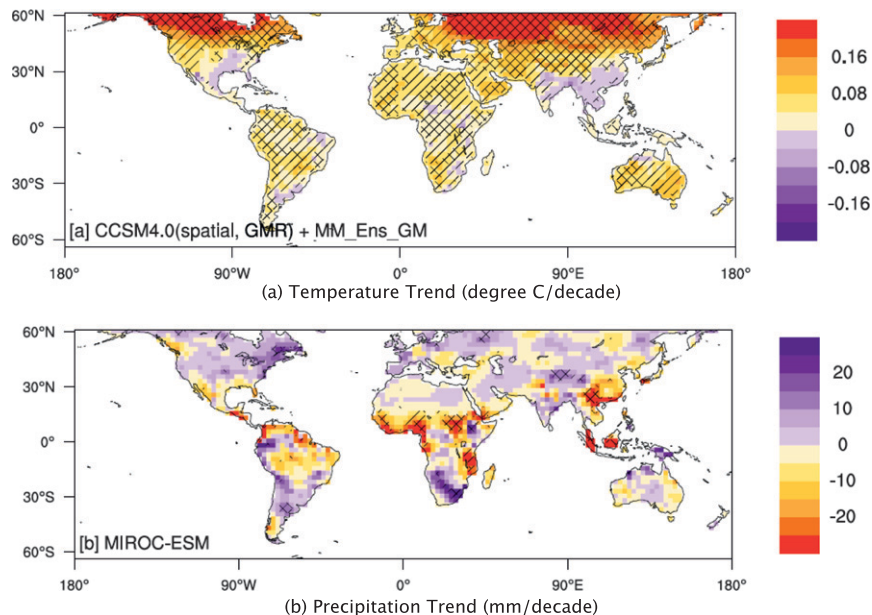 60°N
30°N
0°
30°S
60°S
[a] CCSM4.0(spatial, GMR) + MM_Ens_GM
180° 90°W 0° 90°E 180°
0.16
0.08
0
-0.08
-0.16
(a) Temperature Trend (degree C/decade)
60°N
30°N
0°
30°S
60°S
[b] MIROC-ESM
180° 90°W 0° 90°E 180°
20
10
0
-10
-20
(b) Precipitation Trend (mm/decade)